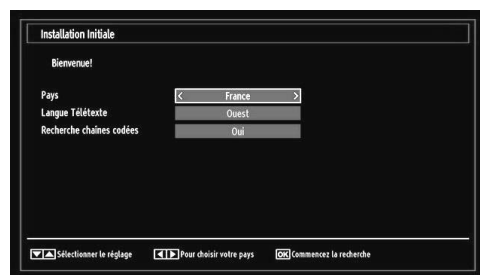 Installation Initiale
Bienvenue!
Pays < France >
Langue Télétexte Ouest
Recherche chaînes codées Oui
Sélectionner le réglage Pour choisir votre pays OK Commencez la recherche